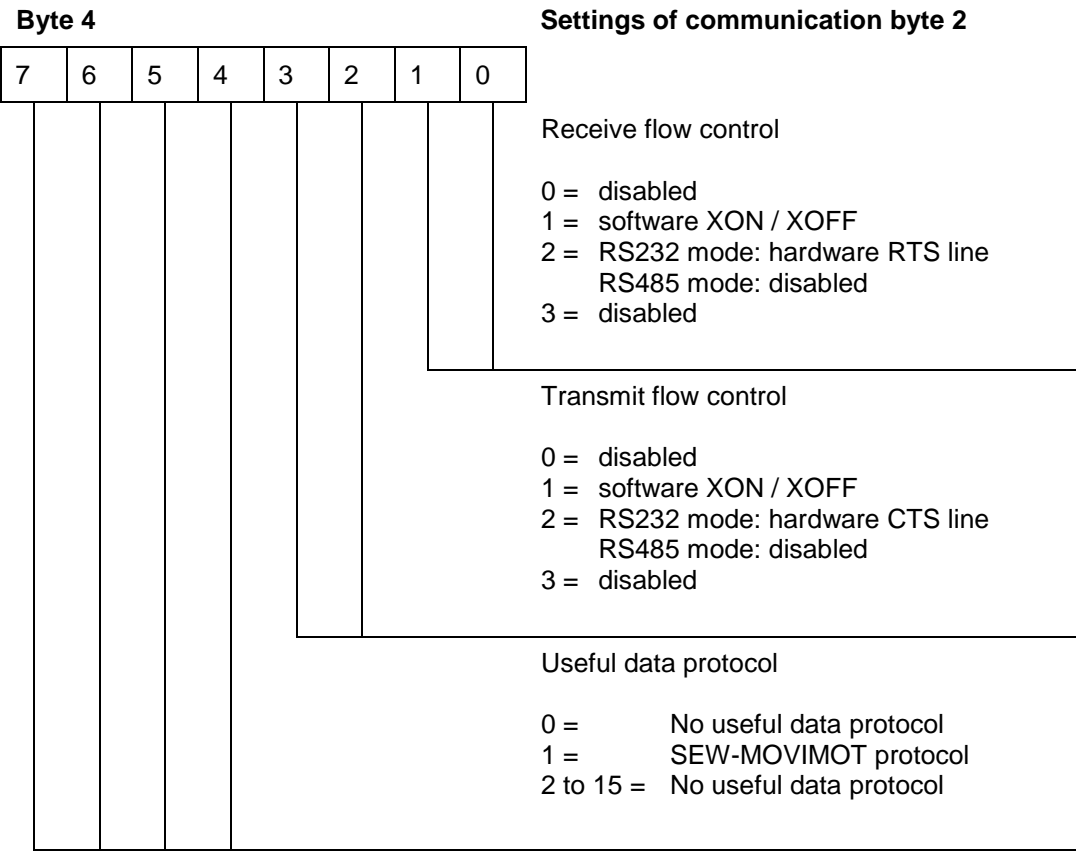 Byte 4 Settings of communication byte 2
7 6 5 4 3 2 1 0
Receive flow control
0 = disabled
1 = software XON / XOFF
2 = RS232 mode: hardware RTS line
RS485 mode: disabled
3 = disabled
Transmit flow control
0 = disabled
1 = software XON / XOFF
2 = RS232 mode: hardware CTS line
RS485 mode: disabled
3 = disabled
Useful data protocol
0 = No useful data protocol
1 = SEW-MOVIMOT protocol
2 to 15 = No useful data protocol